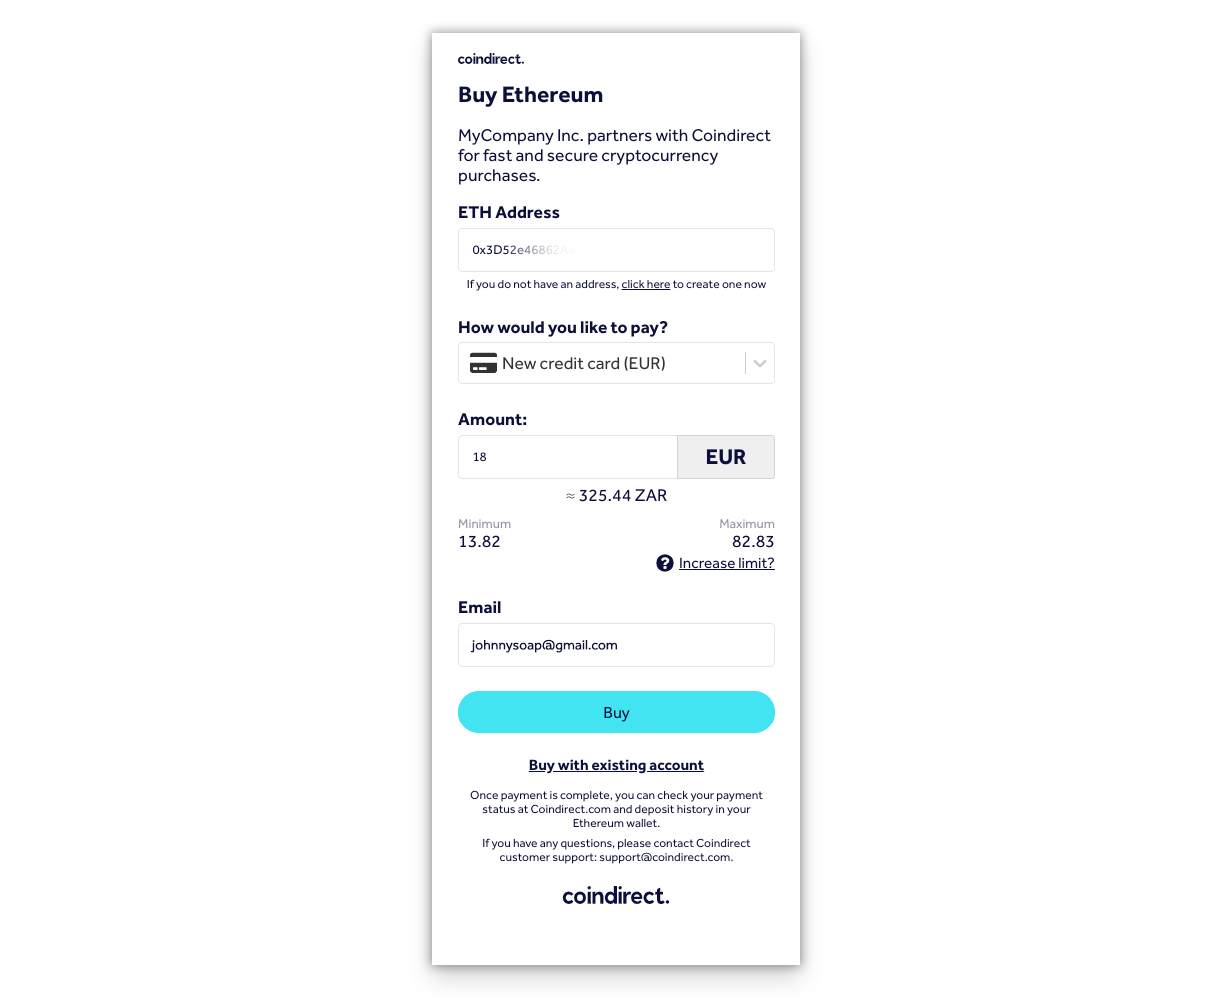 coindirect.
Buy Ethereum
MyCompany Inc. partners with Coindirect
for fast and secure cryptocurrency
purchases.
ETH Address
0x3D52e46862A
If you do not have an address, click here to create one now
How would you like to pay?
New credit card (EUR)
Amount:
18 EUR
≈ 325.44 ZAR
Minimum Maximum
13.82 82.83
? Increase limit?
Email
johnnysoap@gmail.com
Buy
Buy with existing account
Once payment is complete, you can check your payment
status at Coindirect.com and deposit history in your
Ethereum wallet.
If you have any questions, please contact Coindirect
customer support: support@coindirect.com.
coindirect.